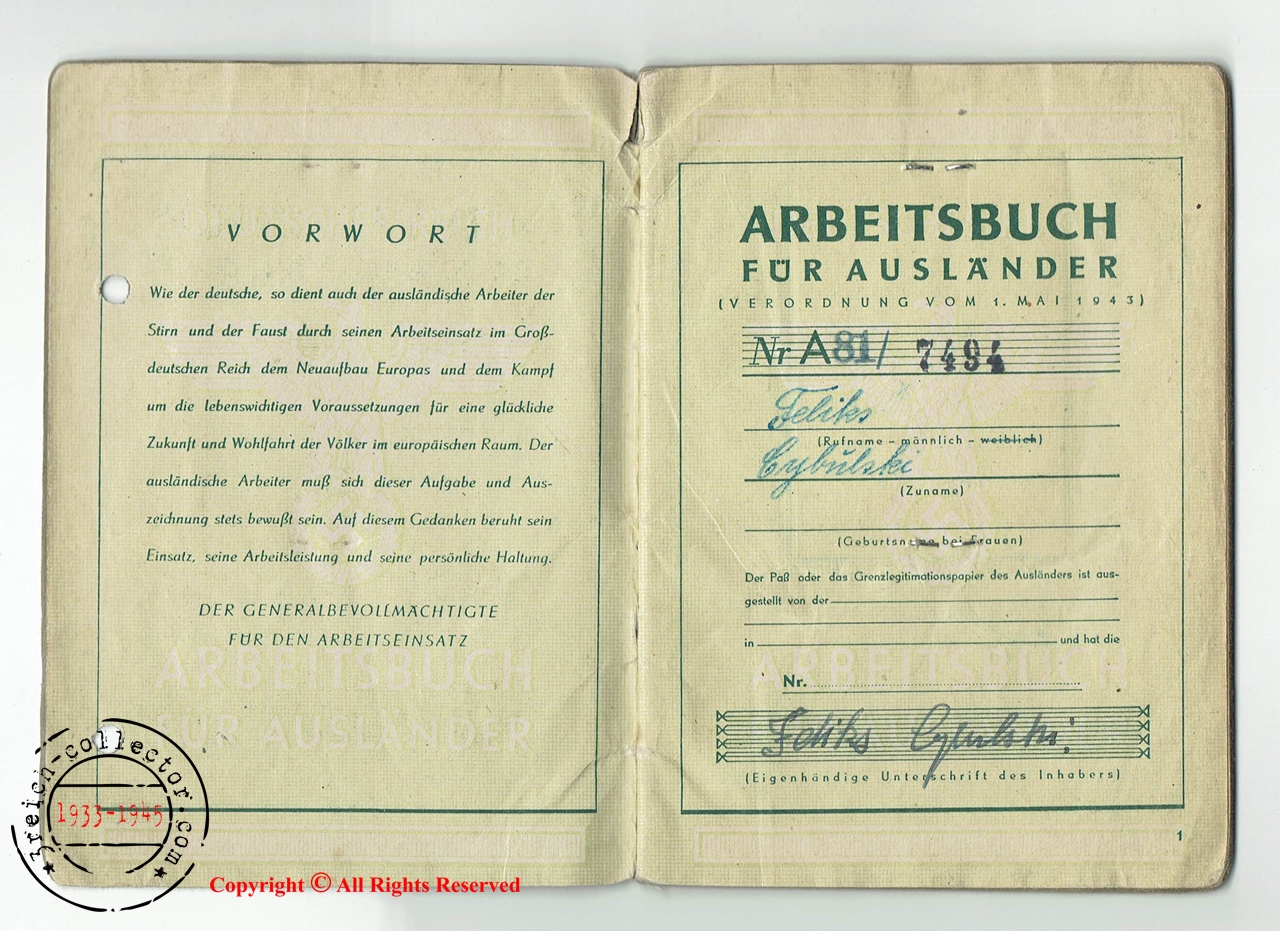 VORWORT
Wie der deutsche, so dient auch der ausländische Arbeiter der
Stirn und der Faust durch seinen Arbeitseinsatz im Groß-
deutschen Reich dem Neuaufbau Europas und dem Kampf
um die lebenswichtigen Voraussetzungen für eine glückliche
Zukunft und Wohlfahrt der Völker im europäischen Raum. Der
ausländische Arbeiter muß sich dieser Aufgabe und Aus-
zeichnung stets bewußt sein. Auf diesem Gedanken beruht sein
Einsatz, seine Arbeitsleistung und seine persönliche Haltung.
DER GENERALBEVOLLMÄCHTIGTE
FÜR DEN ARBEITSEINSATZ
ARBEITSBUCH
FÜR AUSLÄNDER
ARBEITSBUCH
FÜR AUSLÄNDER
(VERORDNUNG VOM 1. MAI 1943)
Nr A 81/ 7494
Feliks
(Rufname – männlich – weiblich)
Cybulski
(Zuname)
(Geburtsname bei Frauen)
Der Paß oder das Grenzlegitimationspapier des Ausländers ist aus-
gestellt von der
in und hat die
ARBEITSBUCH
Nr.
Feliks Cybulski
(Eigenhändige Unterschrift des Inhabers)
1
3reich-collector.com
1933-1945
Copyright © All Rights Reserved